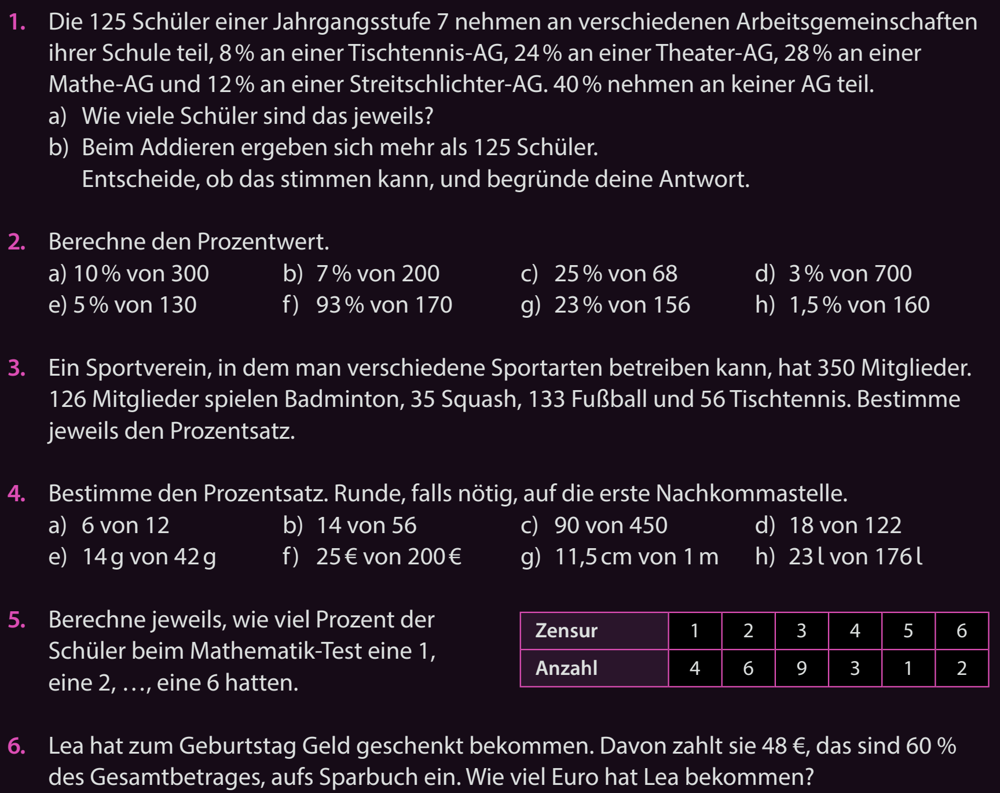 1. Die 125 Schüler einer Jahrgangsstufe 7 nehmen an verschiedenen Arbeitsgemeinschaften
ihrer Schule teil, 8 % an einer Tischtennis-AG, 24 % an einer Theater-AG, 28 % an einer
Mathe-AG und 12 % an einer Streitschlichter-AG. 40 % nehmen an keiner AG teil.
a) Wie viele Schüler sind das jeweils?
b) Beim Addieren ergeben sich mehr als 125 Schüler.
Entscheide, ob das stimmen kann, und begründe deine Antwort.
2. Berechne den Prozentwert.
a) 10 % von 300 b) 7 % von 200 c) 25 % von 68 d) 3 % von 700
e) 5 % von 130 f) 93 % von 170 g) 23 % von 156 h) 1,5 % von 160
3. Ein Sportverein, in dem man verschiedene Sportarten betreiben kann, hat 350 Mitglieder.
126 Mitglieder spielen Badminton, 35 Squash, 133 Fußball und 56 Tischtennis. Bestimme
jeweils den Prozentsatz.
4. Bestimme den Prozentsatz. Runde, falls nötig, auf die erste Nachkommastelle.
a) 6 von 12 b) 14 von 56 c) 90 von 450 d) 18 von 122
e) 14 g von 42 g f) 25 € von 200 € g) 11,5 cm von 1 m h) 23 l von 176 l
5. Berechne jeweils, wie viel Prozent der
Schüler beim Mathematik-Test eine 1,
eine 2, …, eine 6 hatten.
Zensur 1 2 3 4 5 6
Anzahl 4 6 9 3 1 2
6. Lea hat zum Geburtstag Geld geschenkt bekommen. Davon zahlt sie 48 €, das sind 60 %
des Gesamtbetrages, aufs Sparbuch ein. Wie viel Euro hat Lea bekommen?